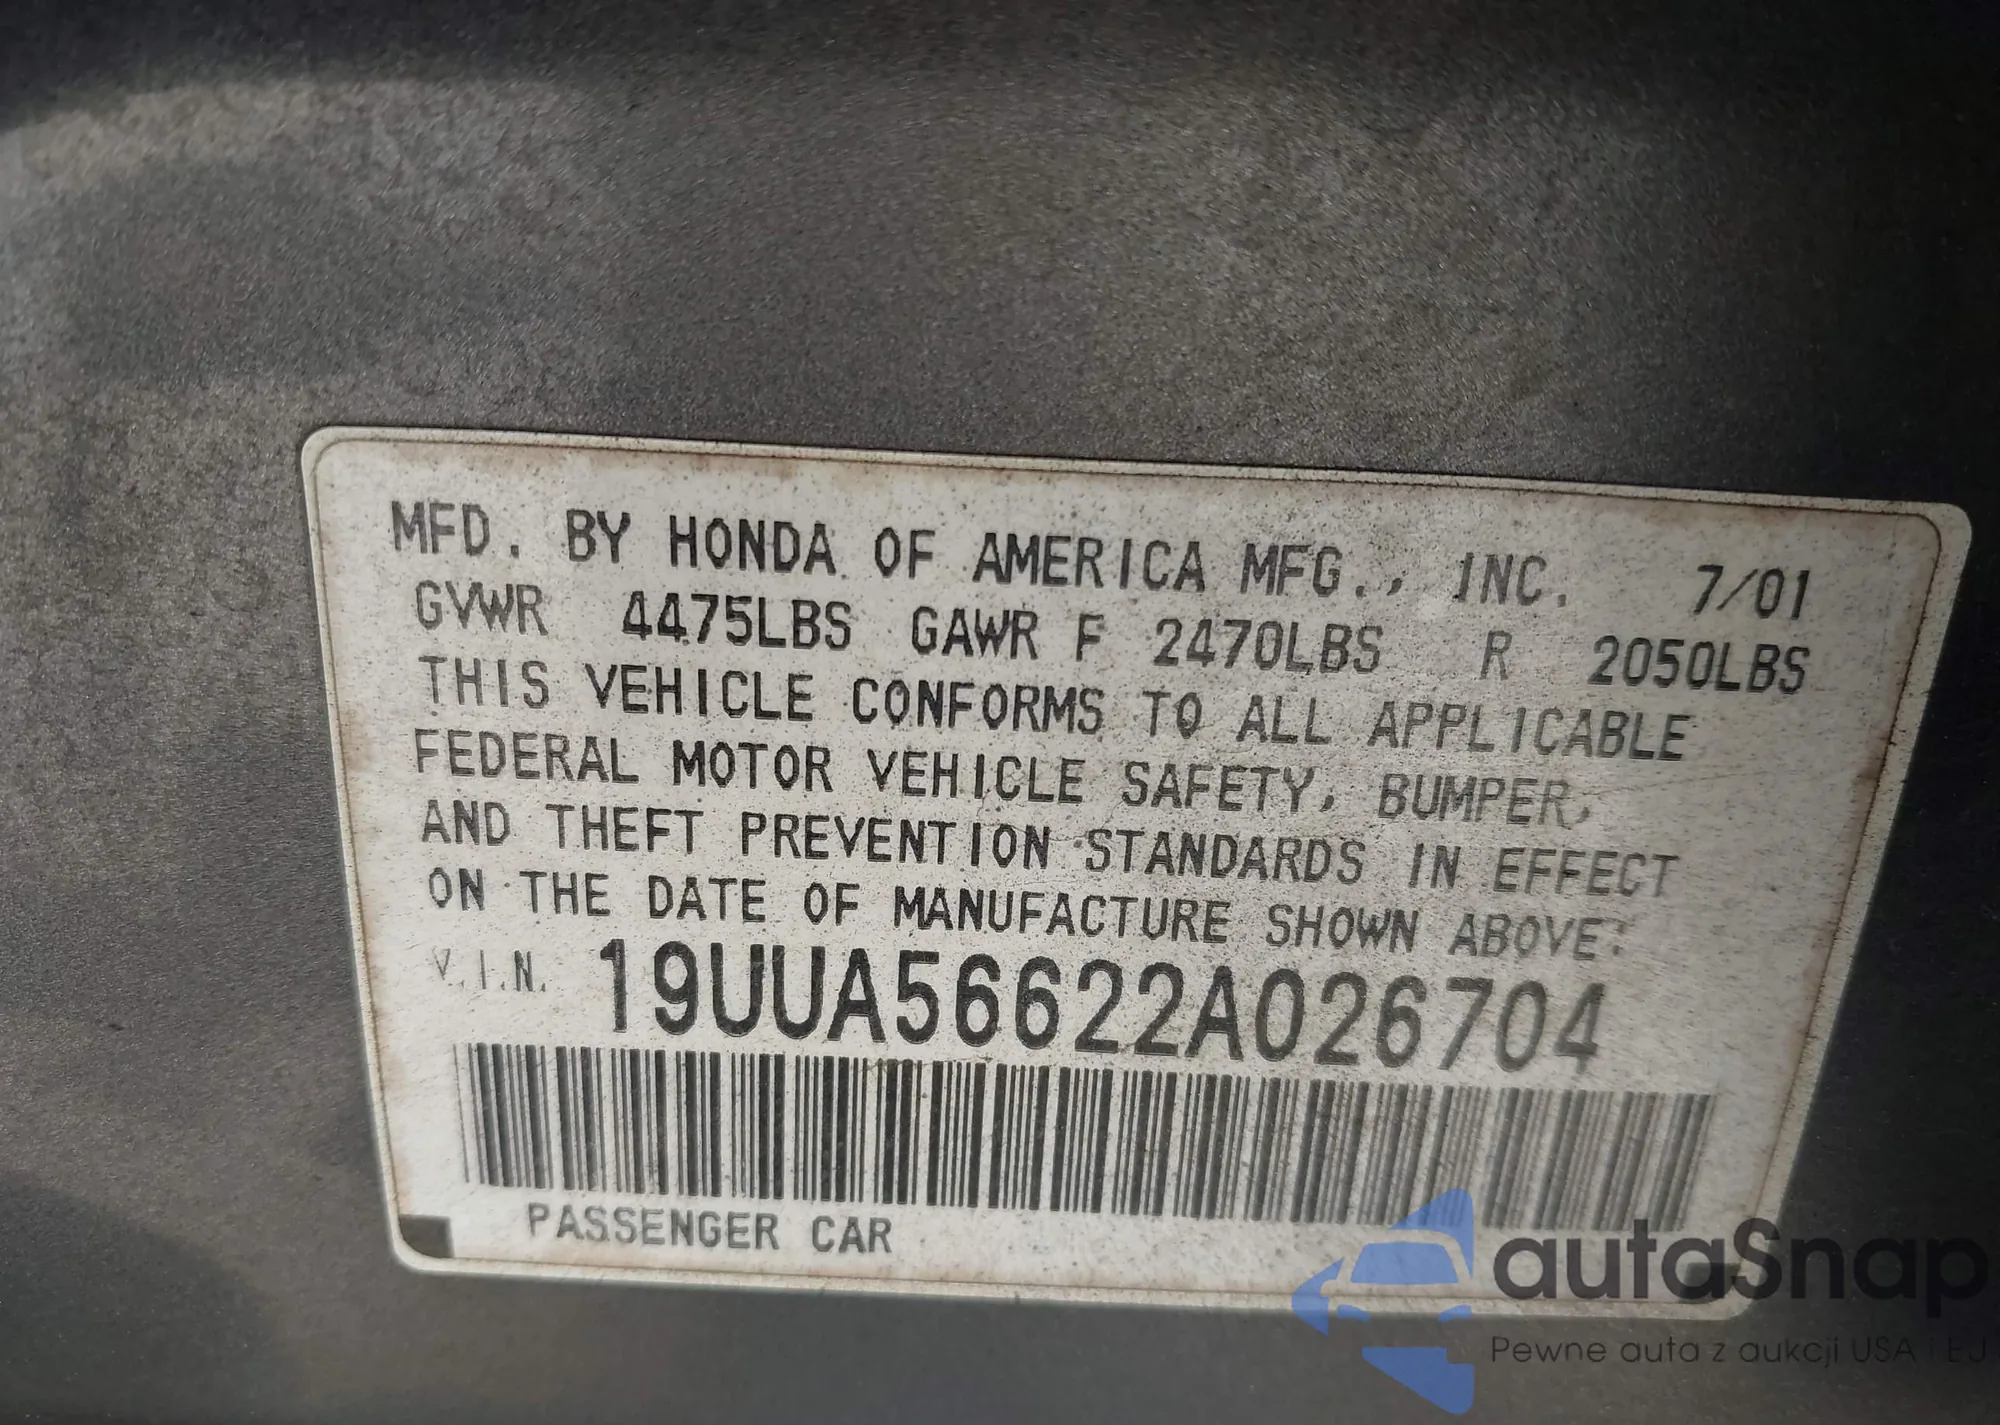 MFD. BY HONDA OF AMERICA MFG., INC. 7/01
GVWR 4475LBS GAWR F 2470LBS R 2050LBS
THIS VEHICLE CONFORMS TO ALL APPLICABLE
FEDERAL MOTOR VEHICLE SAFETY, BUMPER,
AND THEFT PREVENTION STANDARDS IN EFFECT
ON THE DATE OF MANUFACTURE SHOWN ABOVE:
V.I.N. 19UUA56622A026704
PASSENGER CAR
autaSnap
Pewne auta z aukcji USA i EJ